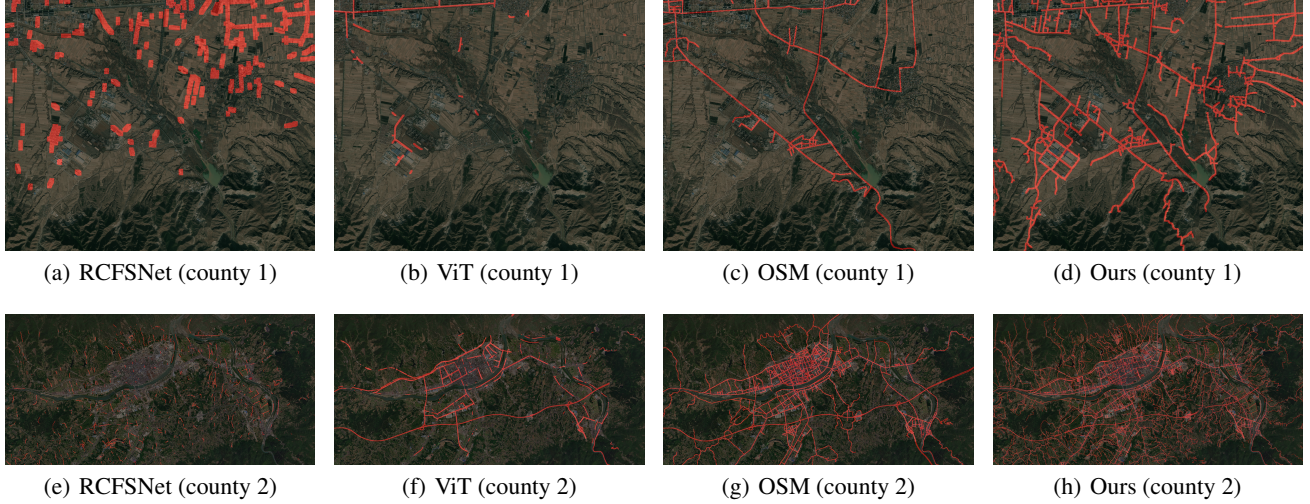 (a) RCFSNet (county 1)
(b) ViT (county 1)
(c) OSM (county 1)
(d) Ours (county 1)
(e) RCFSNet (county 2)
(f) ViT (county 2)
(g) OSM (county 2)
(h) Ours (county 2)